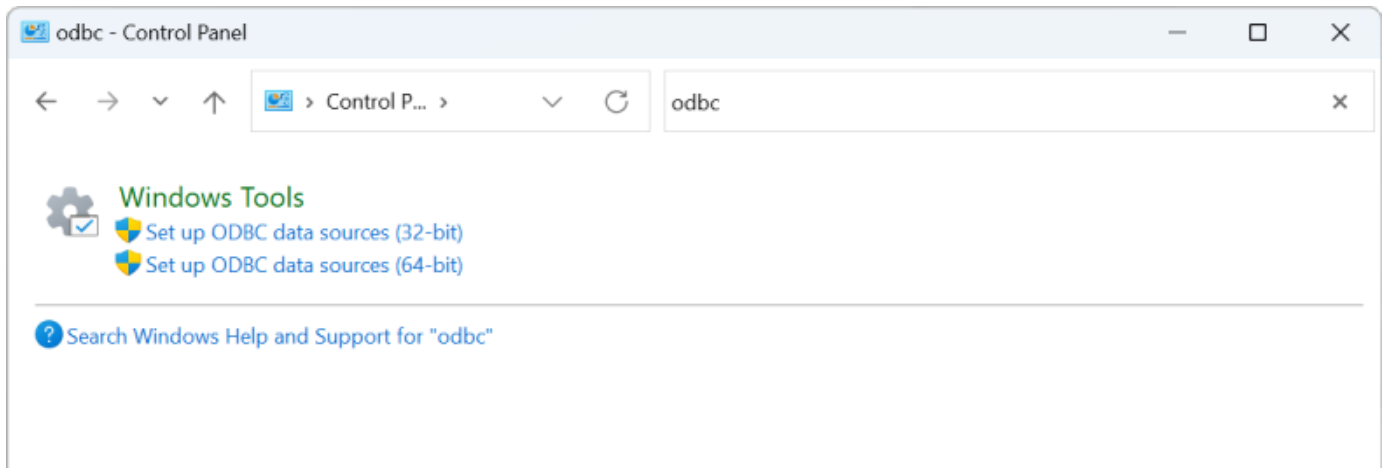 odbc - Control Panel
Control P...
odbc
Windows Tools
Set up ODBC data sources (32-bit)
Set up ODBC data sources (64-bit)
Search Windows Help and Support for "odbc"